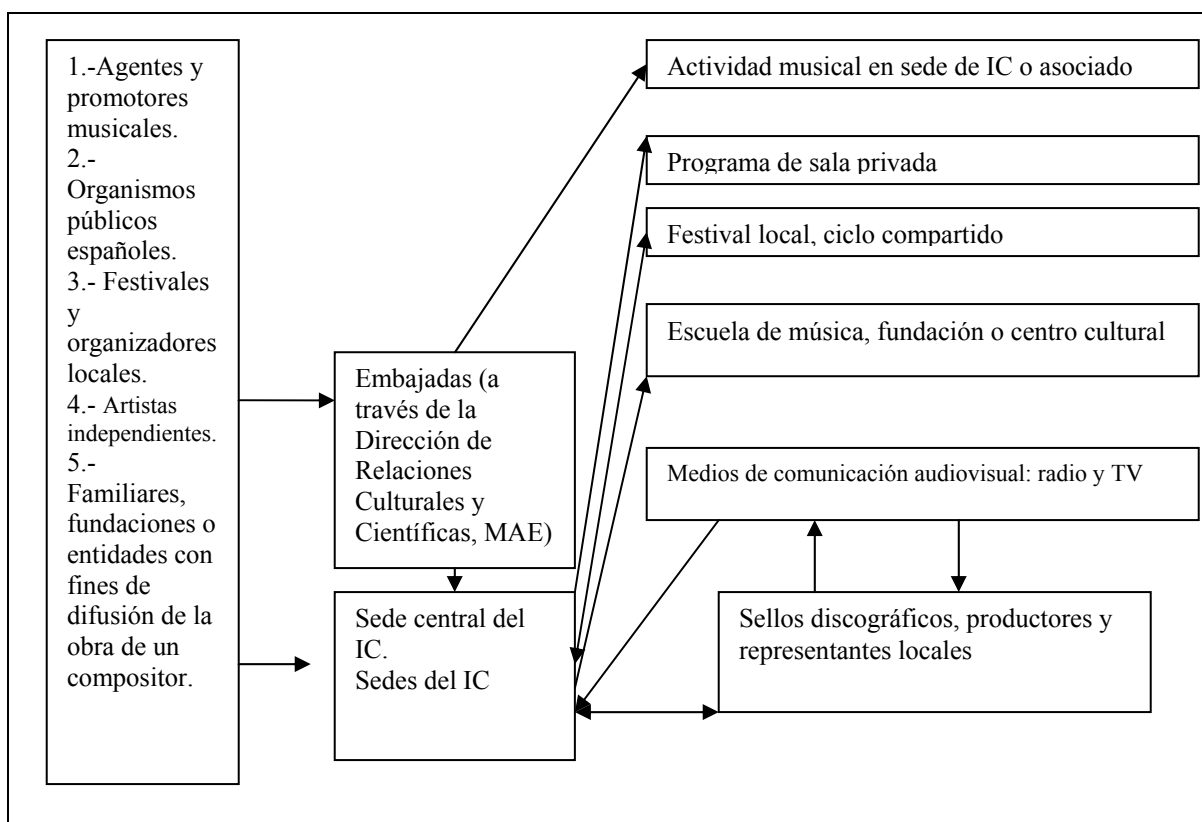 1.-Agentes y
promotores
musicales.
2.-
Organismos
públicos
españoles.
3.- Festivales
y
organizadores
locales.
4.- Artistas
independientes.
5.-
Familiares,
fundaciones o
entidades con
fines de
difusión de la
obra de un
compositor.
Embajadas (a
través de la
Dirección de
Relaciones
Culturales y
Científicas, MAE)
Sede central del
IC.
Sedes del IC
Actividad musical en sede de IC o asociado
Programa de sala privada
Festival local, ciclo compartido
Escuela de música, fundación o centro cultural
Medios de comunicación audiovisual: radio y TV
Sellos discográficos, productores y
representantes locales